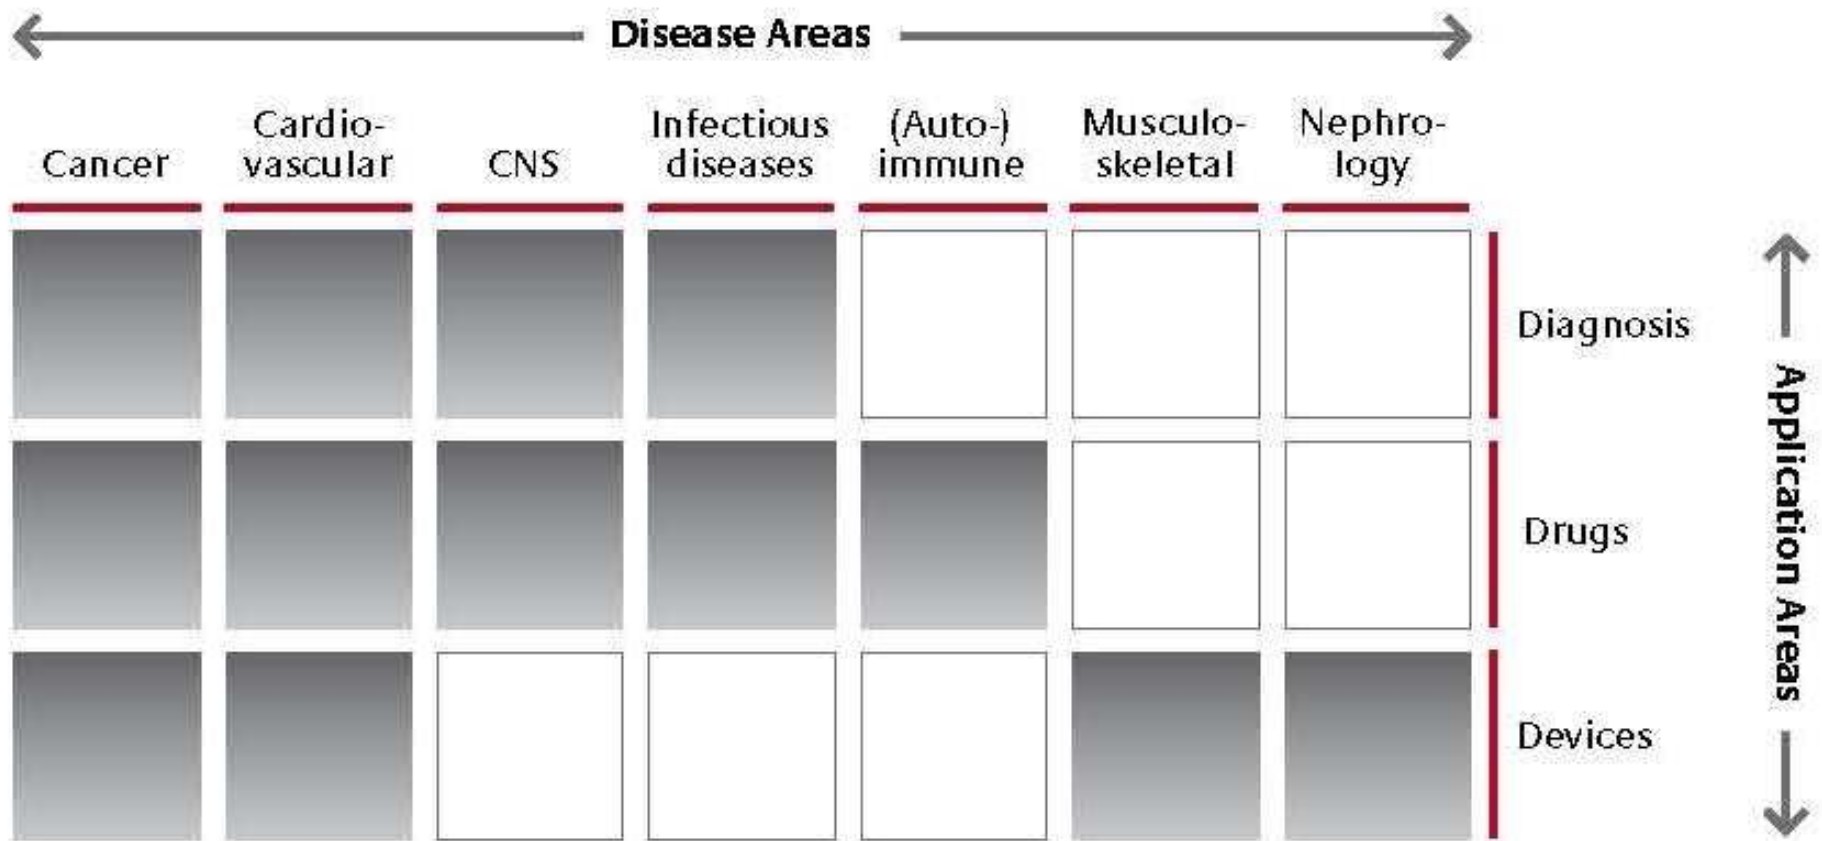 Disease Areas
Cancer
Cardio-
vascular
CNS
Infectious
diseases
(Auto-)
immune
Musculo-
skeletal
Nephro-
logy
Diagnosis
Drugs
Devices
Application Areas